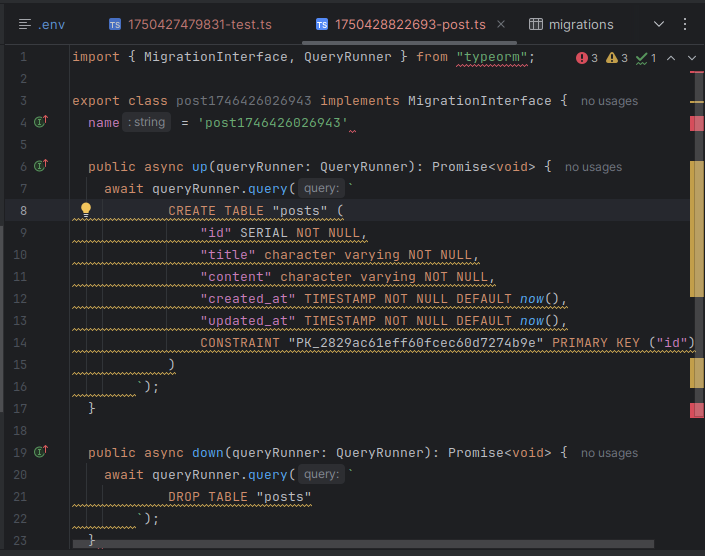 .env
1750427479831-test.ts
1750428822693-post.ts
migrations
3 3 1
1 import { MigrationInterface, QueryRunner } from "typeorm";
2
3 export class post1746426026943 implements MigrationInterface { no usages
4 name : string = 'post1746426026943'
5
6 public async up(queryRunner: QueryRunner): Promise<void> { no usages
7 await queryRunner.query( query: `
8 CREATE TABLE "posts" (
9 "id" SERIAL NOT NULL,
10 "title" character varying NOT NULL,
11 "content" character varying NOT NULL,
12 "created_at" TIMESTAMP NOT NULL DEFAULT now(),
13 "updated_at" TIMESTAMP NOT NULL DEFAULT now(),
14 CONSTRAINT "PK_2829ac61eff60fcec60d7274b9e" PRIMARY KEY ("id")
15 )
16 `);
17 }
18
19 public async down(queryRunner: QueryRunner): Promise<void> { no usages
20 await queryRunner.query( query: `
21 DROP TABLE "posts"
22 `);
23 }